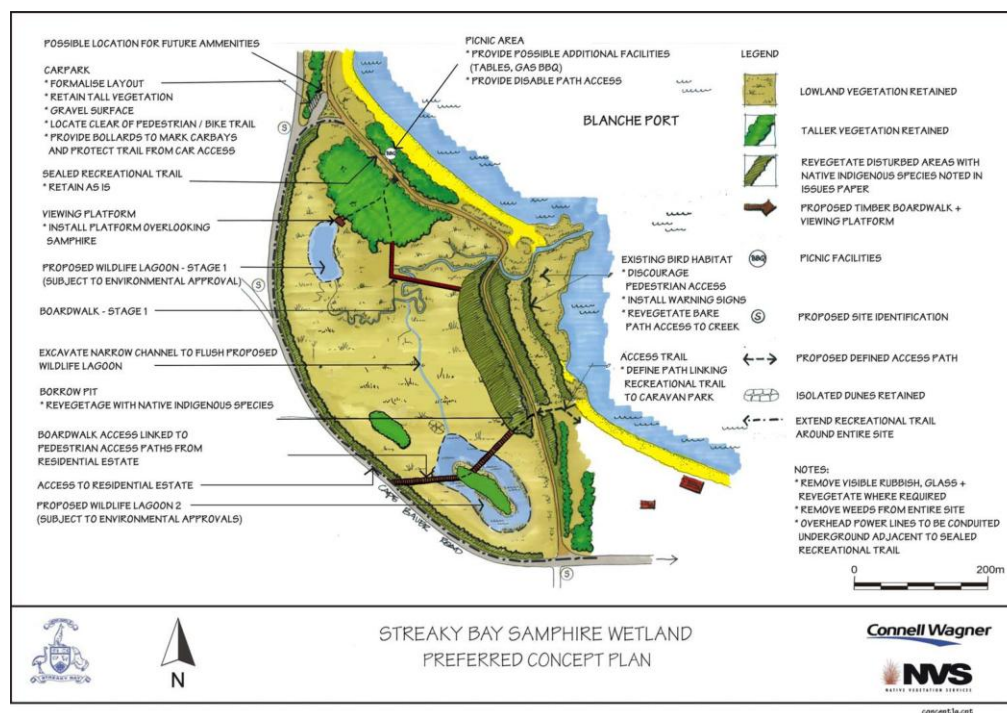 POSSIBLE LOCATION FOR FUTURE AMMENITIES
CARPARK
* FORMALISE LAYOUT
* RETAIN TALL VEGETATION
* GRAVEL SURFACE
* LOCATE CLEAR OF PEDESTRIAN / BIKE TRAIL
* PROVIDE BOLLARDS TO MARK CARBAYS
AND PROTECT TRAIL FROM CAR ACCESS
SEALED RECREATIONAL TRAIL
* RETAIN AS IS
VIEWING PLATFORM
* INSTALL PLATFORM OVERLOOKING
SAMPHIRE
PROPOSED WILDLIFE LAGOON - STAGE 1
(SUBJECT TO ENVIRONMENTAL APPROVAL)
BOARDWALK - STAGE 1
EXCAVATE NARROW CHANNEL TO FLUSH PROPOSED
WILDLIFE LAGOON
BORROW PIT
* REVEGETAGE WITH NATIVE INDIGENOUS SPECIES
BOARDWALK ACCESS LINKED TO
PEDESTRIAN ACCESS PATHS FROM
RESIDENTIAL ESTATE
ACCESS TO RESIDENTIAL ESTATE
PROPOSED WILDLIFE LAGOON 2
(SUBJECT TO ENVIRONMENTAL APPROVALS)
S
S
S
CAPE BAUER ROAD
PICNIC AREA
* PROVIDE POSSIBLE ADDITIONAL FACILITIES
(TABLES, GAS BBQ)
* PROVIDE DISABLE PATH ACCESS
BBQ
BLANCHE PORT
EXISTING BIRD HABITAT
* DISCOURAGE
PEDESTRIAN ACCESS
* INSTALL WARNING SIGNS
* REVEGETATE BARE
PATH ACCESS TO CREEK
ACCESS TRAIL
* DEFINE PATH LINKING
RECREATIONAL TRAIL
TO CARAVAN PARK
LEGEND
LOWLAND VEGETATION RETAINED
TALLER VEGETATION RETAINED
REVEGETATE DISTURBED AREAS WITH
NATIVE INDIGENOUS SPECIES NOTED IN
ISSUES PAPER
PROPOSED TIMBER BOARDWALK +
VIEWING PLATFORM
BBQ PICNIC FACILITIES
S PROPOSED SITE IDENTIFICATION
PROPOSED DEFINED ACCESS PATH
ISOLATED DUNES RETAINED
EXTEND RECREATIONAL TRAIL
AROUND ENTIRE SITE
NOTES:
* REMOVE VISIBLE RUBBISH, GLASS +
REVEGETATE WHERE REQUIRED
* REMOVE WEEDS FROM ENTIRE SITE
* OVERHEAD POWER LINES TO BE CONDUITED
UNDERGROUND ADJACENT TO SEALED
RECREATIONAL TRAIL
0 200m
STREAKY BAY
N
STREAKY BAY SAMPHIRE WETLAND
PREFERRED CONCEPT PLAN
Connell Wagner
NVS
NATIVE VEGETATION SERVICES